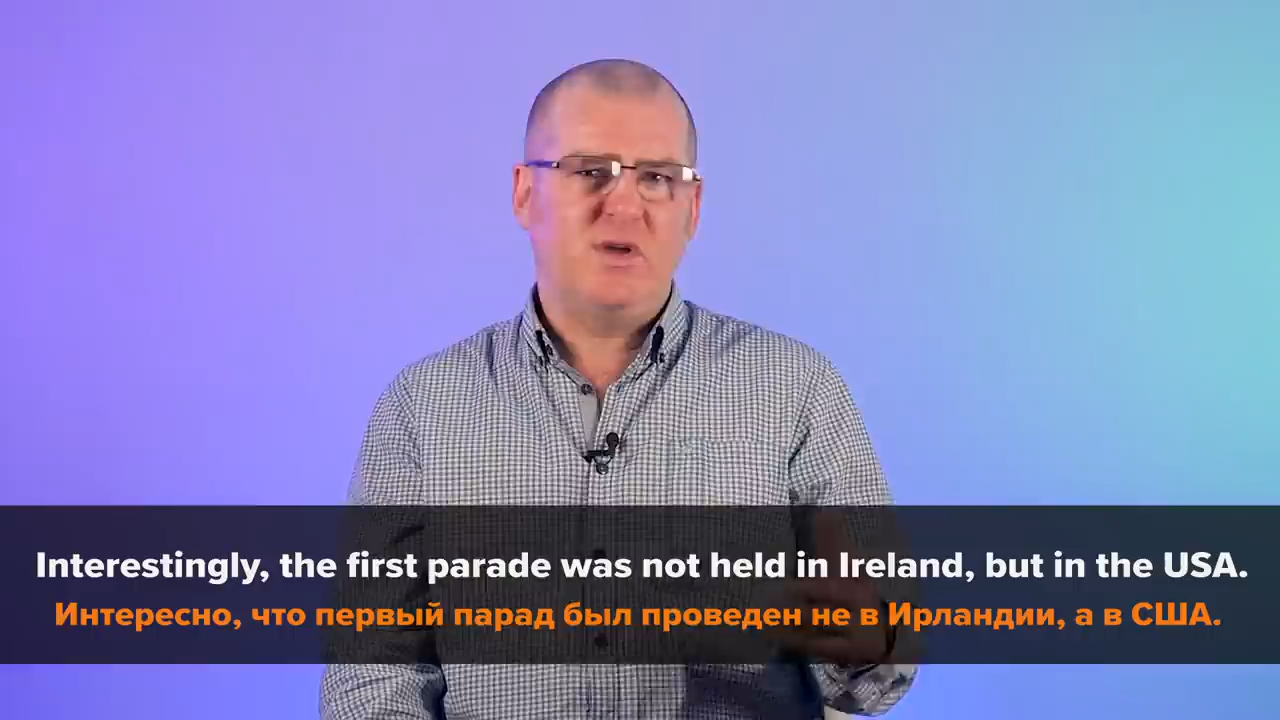 Interestingly, the first parade was not held in Ireland, but in the USA.
Интересно, что первый парад был проведен не в Ирландии, а в США.